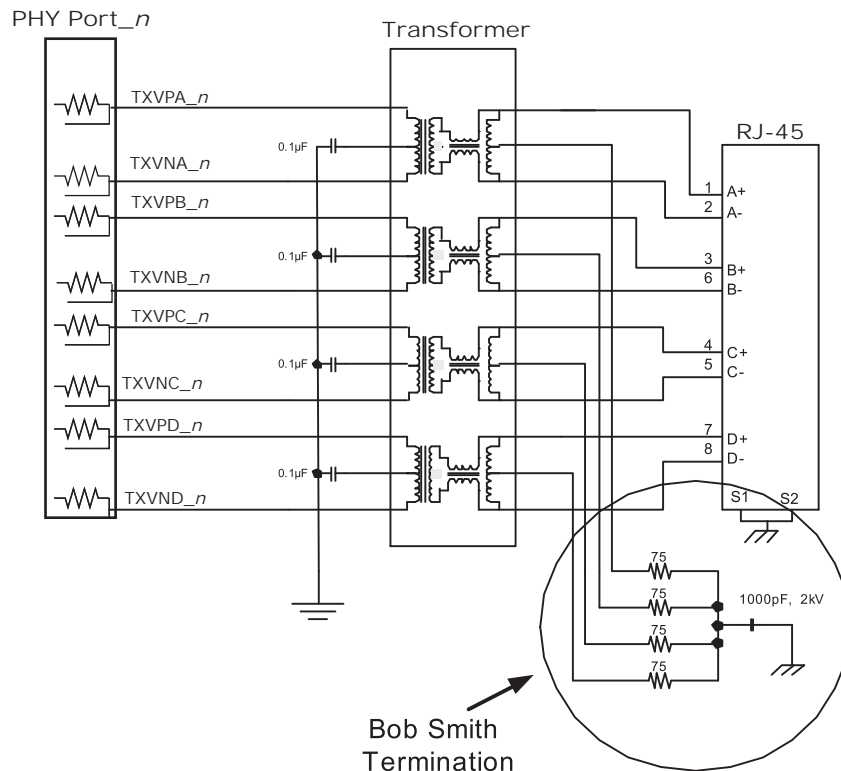 PHY Port_n
Transformer
RJ-45
TXVPA_n
0.1µF
TXVNA_n
TXVPB_n
0.1µF
TXVNB_n
TXVPC_n
0.1µF
TXVNC_n
TXVPD_n
0.1µF
TXVND_n
1 A+
2 A-
3 B+
6 B-
4 C+
5 C-
7 D+
8 D-
S1 S2
75
75
75
75
1000pF, 2kV
Bob Smith
Termination